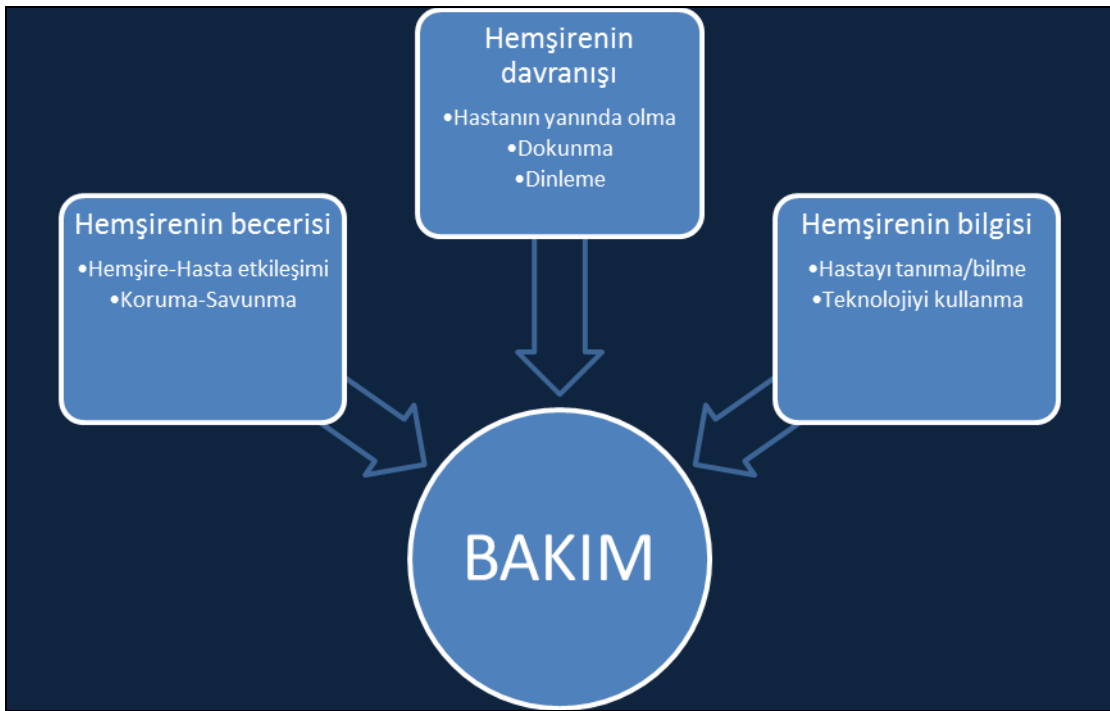 Hemşirenin
davranışı
•Hastanın yanında olma
•Dokunma
•Dinleme
Hemşirenin becerisi
•Hemşire-Hasta etkileşimi
•Koruma-Savunma
Hemşirenin bilgisi
•Hastayı tanıma/bilme
•Teknolojiyi kullanma
BAKIM